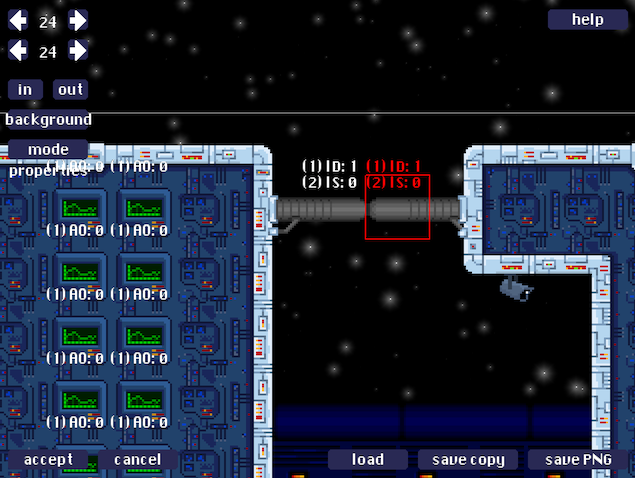 24
help
24
in out
background
mode
properties
(1) AO: 0 (1) AO: 0
(1) ID: 1 (1) ID: 1
(2) IS: 0 (2) IS: 0
(1) AO: 0 (1) AO: 0
(1) AO: 0 (1) AO: 0
(1) AO: 0 (1) AO: 0
(1) AO: 0 (1) AO: 0
accept cancel load save copy save PNG